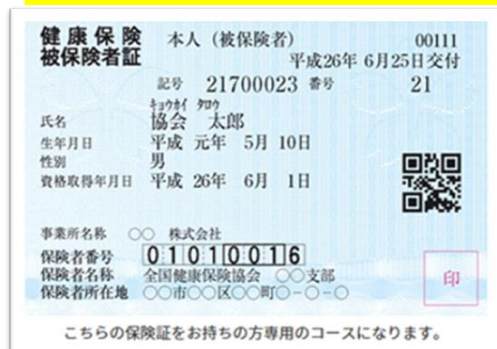 健康保険 本人（被保険者） 00111
被保険者証 平成26年 6月25日交付
記号 21700023 番号 21
ｷｮｳｶｲ ﾀﾛｳ
氏名 協会 太郎
生年月日 平成 元年 5月 10日
性別 男
資格取得年月日 平成 26年 6月 1日
事業所名称 ○○ 株式会社
保険者番号 01010016
保険者名称 全国健康保険協会 ○○支部
保険者所在地 ○○市○○区○○町○－○－○
印
こちらの保険証をお持ちの方専用のコースになります。